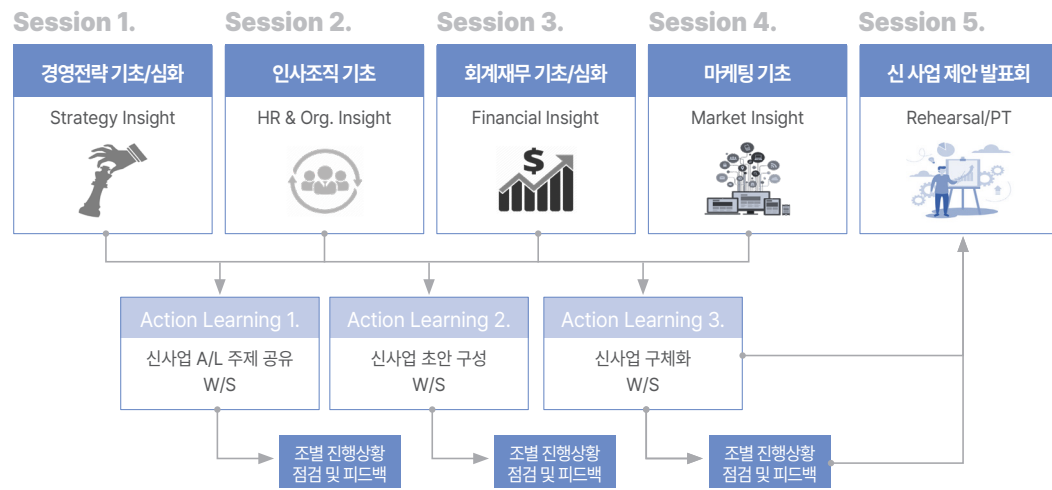 Session 1.
Session 2.
Session 3.
Session 4.
Session 5.
경영전략 기초/심화
인사조직 기초
회계재무 기초/심화
마케팅 기초
신 사업 제안 발표회
Strategy Insight
HR & Org. Insight
Financial Insight
Market Insight
Rehearsal/PT
$
Action Learning 1.
Action Learning 2.
Action Learning 3.
신사업 A/L 주제 공유
W/S
신사업 초안 구성
W/S
신사업 구체화
W/S
조별 진행상황
점검 및 피드백
조별 진행상황
점검 및 피드백
조별 진행상황
점검 및 피드백